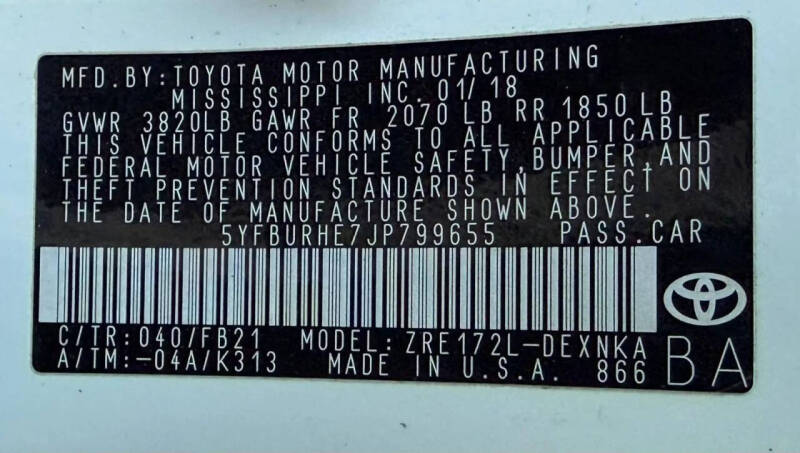 MFD. BY: TOYOTA MOTOR MANUFACTURING
MISSISSIPPI INC. 01/18
GVWR 3820LB GAWR FR 2070 LB RR 1850 LB
THIS VEHICLE CONFORMS TO ALL APPLICABLE
FEDERAL MOTOR VEHICLE SAFETY, BUMPER, AND
THEFT PREVENTION STANDARDS IN EFFECT ON
THE DATE OF MANUFACTURE SHOWN ABOVE.
5YFBURHE7JP799655 PASS. CAR
C/TR: 040/FB21 MODEL: ZRE172L-DEXNKA
A/TM: -04A/K313 MADE IN U.S.A. 866 BA